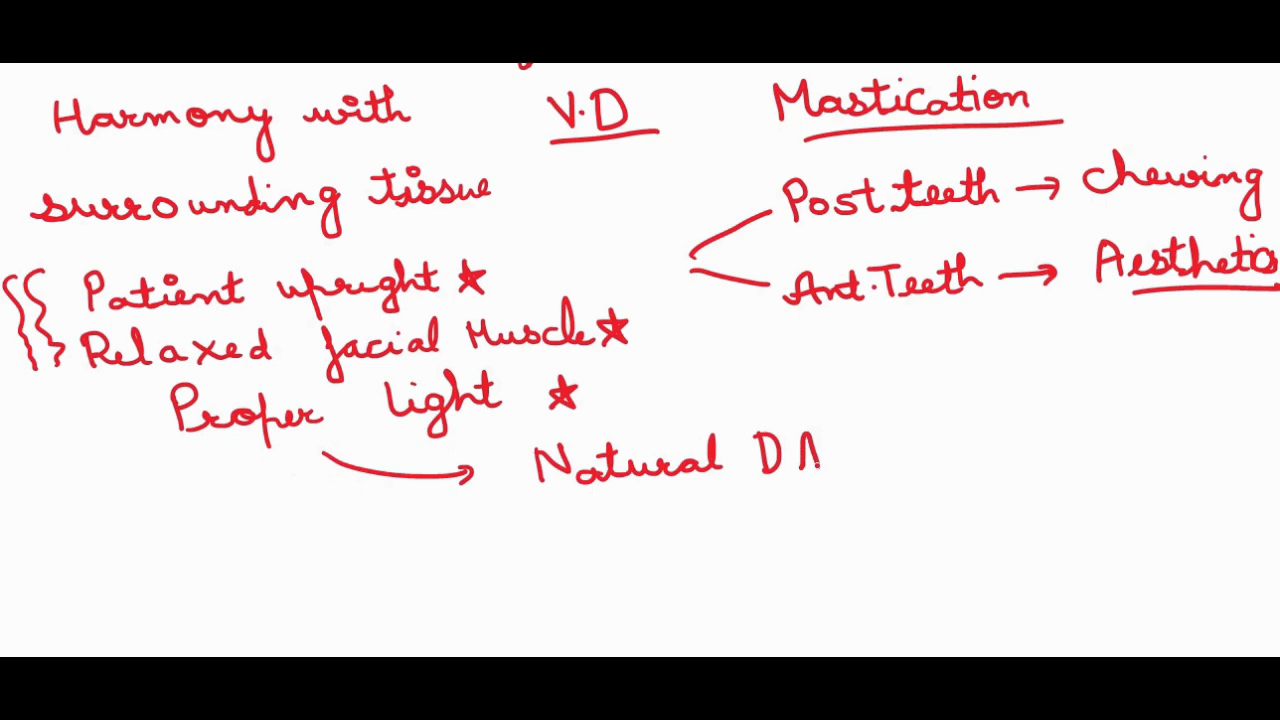 Harmony with
surrounding tissue
V.D
Mastication
Post.teeth → Chewing
Ant.Teeth → Aesthetics
Patient upright ★
Relaxed facial Muscle ★
Proper Light ★
→ Natural D